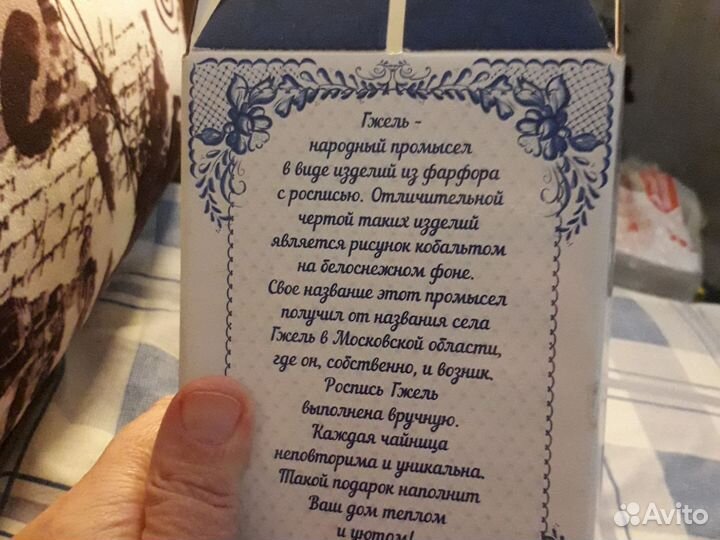 Гжель -
народный промысел
в виде изделий из фарфора
с росписью. Отличительной
чертой таких изделий
является рисунок кобальтом
на белоснежном фоне.
Свое название этот промысел
получил от названия села
Гжель в Московской области,
где он, собственно, и возник.
Роспись Гжель
выполнена вручную.
Каждая чайница
неповторима и уникальна.
Такой подарок наполнит
Ваш дом теплом
и уютом!
Avito